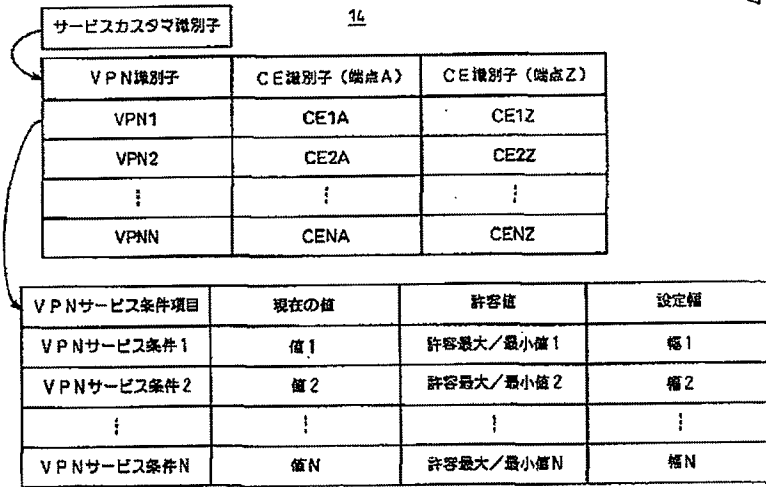 サービスカスタマ識別子
14
VPN識別子 CE識別子(端点A) CE識別子(端点Z)
VPN1 CE1A CE1Z
VPN2 CE2A CE2Z
⋮ ⋮ ⋮
VPNN CENA CENZ
VPNサービス条件項目 現在の値 許容値 設定幅
VPNサービス条件1 値1 許容最大/最小値1 幅1
VPNサービス条件2 値2 許容最大/最小値2 幅2
⋮ ⋮ ⋮ ⋮
VPNサービス条件N 値N 許容最大/最小値N 幅N